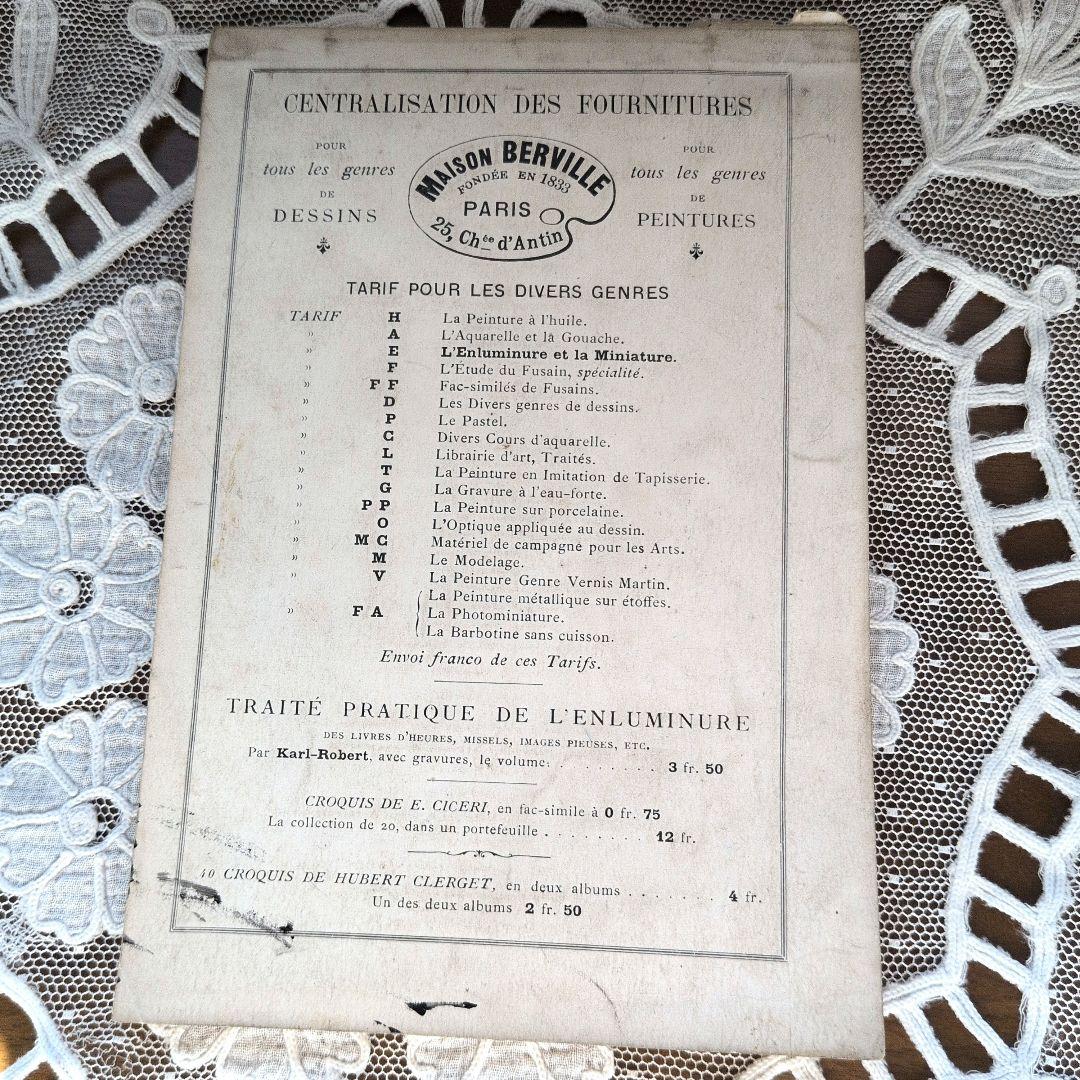 CENTRALISATION DES FOURNITURES
POUR
tous les genres
DE
DESSINS
MAISON BERVILLE
FONDÉE EN 1833
PARIS
25, Chée d'Antin
POUR
tous les genres
DE
PEINTURES
TARIF POUR LES DIVERS GENRES
TARIF H La Peinture à l'huile.
» A L'Aquarelle et la Gouache.
» E L'Enluminure et la Miniature.
» F L'Étude du Fusain, spécialité.
» F F Fac-similés de Fusains.
» D Les Divers genres de dessins.
» P Le Pastel.
» C Divers Cours d'aquarelle.
» L Librairie d'art, Traités.
» T La Peinture en Imitation de Tapisserie.
» G La Gravure à l'eau-forte.
» P P La Peinture sur porcelaine.
» O L'Optique appliquée au dessin.
» M C Matériel de campagne pour les Arts.
» M Le Modelage.
» V La Peinture Genre Vernis Martin.
La Peinture métallique sur étoffes.
» F A La Photominiature.
La Barbotine sans cuisson.
Envoi franco de ces Tarifs.
TRAITÉ PRATIQUE DE L'ENLUMINURE
DES LIVRES D'HEURES, MISSELS, IMAGES PIEUSES, ETC.
Par Karl-Robert, avec gravures, le volume. . . . . . . . . 3 fr. 50
CROQUIS DE E. CICERI, en fac-simile à 0 fr. 75
La collection de 20, dans un portefeuille . . . . . . . . 12 fr.
40 CROQUIS DE HUBERT CLERGET, en deux albums . . . . . . . . 4 fr.
Un des deux albums 2 fr. 50